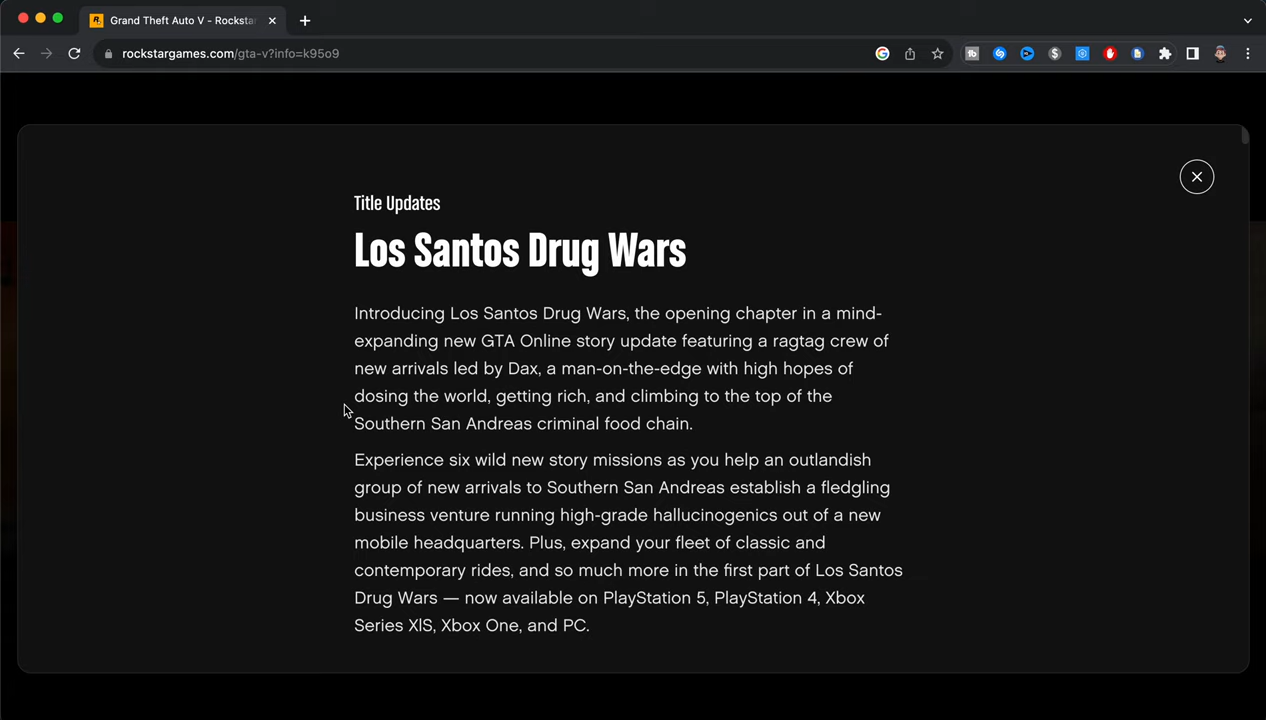 Grand Theft Auto V - Rocksta
rockstargames.com/gta-v?info=k95o9
Title Updates
Los Santos Drug Wars
Introducing Los Santos Drug Wars, the opening chapter in a mind-
expanding new GTA Online story update featuring a ragtag crew of
new arrivals led by Dax, a man-on-the-edge with high hopes of
dosing the world, getting rich, and climbing to the top of the
Southern San Andreas criminal food chain.
Experience six wild new story missions as you help an outlandish
group of new arrivals to Southern San Andreas establish a fledgling
business venture running high-grade hallucinogenics out of a new
mobile headquarters. Plus, expand your fleet of classic and
contemporary rides, and so much more in the first part of Los Santos
Drug Wars — now available on PlayStation 5, PlayStation 4, Xbox
Series X|S, Xbox One, and PC.